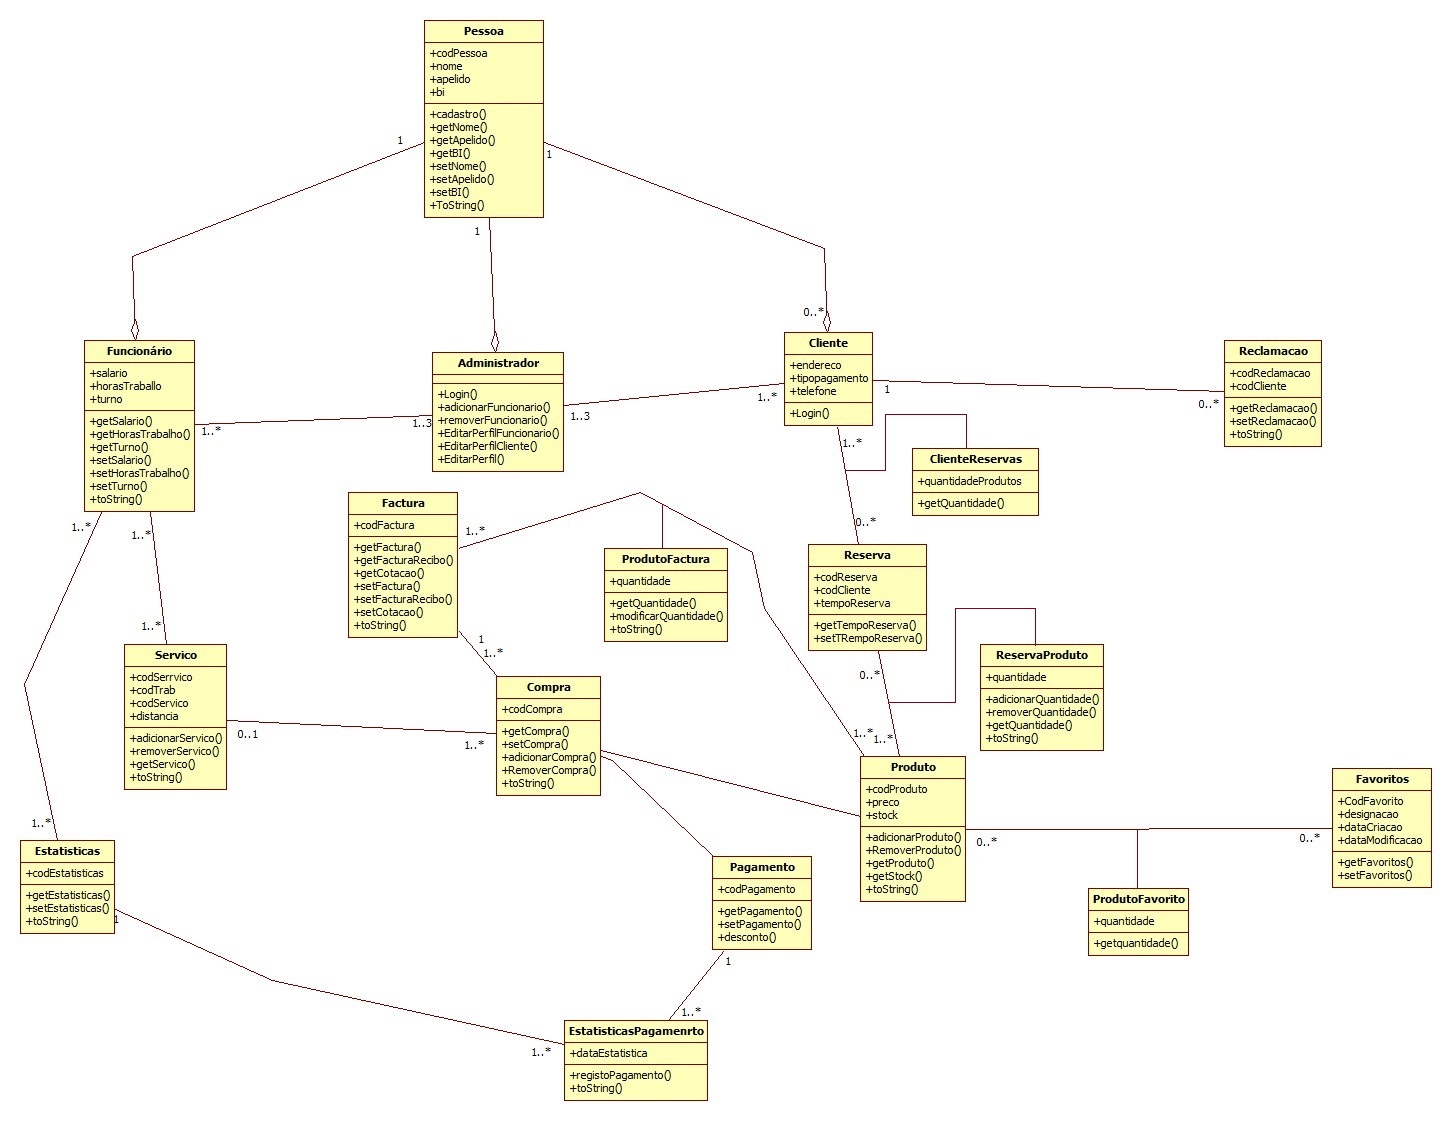 Pessoa
+codPessoa
+nome
+apelido
+bi
+cadastro()
+getNome()
+getApelido()
+getBI()
+setNome()
+setApelido()
+setBI()
+ToString()
1
1
1
0..*
Funcionário
+salario
+horasTraballo
+turno
+getSalario()
+getHorasTrabalho()
+getTurno()
+setSalario()
+setHorasTrabalho()
+setTurno()
+toString()
1..*
1..3
Administrador
+Login()
+adicionarFuncionario()
+removerFuncionario()
+EditarPerfilFuncionario()
+EditarPerfilCliente()
+EditarPerfil()
1..3
1..*
Cliente
+endereco
+tipopagamento
+telefone
+Login()
1
0..*
Reclamacao
+codReclamacao
+codCliente
+getReclamacao()
+setReclamacao()
+toString()
1..*
0..*
ClienteReservas
+quantidadeProdutos
+getQuantidade()
Factura
+codFactura
+getFactura()
+getFacturaRecibo()
+getCotacao()
+setFactura()
+setFacturaRecibo()
+setCotacao()
+toString()
1..*
ProdutoFactura
+quantidade
+getQuantidade()
+modificarQuantidade()
+toString()
Reserva
+codReserva
+codCliente
+tempoReserva
+getTempoReserva()
+setTRempoReserva()
0..*
1..*
1..*
ReservaProduto
+quantidade
+adicionarQuantidade()
+removerQuantidade()
+getQuantidade()
+toString()
1..*
1..*
1..*
1..*
Servico
+codSerrvico
+codTrab
+codServico
+distancia
+adicionarServico()
+removerServico()
+getServico()
+toString()
0..1
1..*
1
1..*
Compra
+codCompra
+getCompra()
+setCompra()
+adicionarCompra()
+RemoverCompra()
+toString()
Produto
+codProduto
+preco
+stock
+adicionarProduto()
+RemoverProduto()
+getProduto()
+getStock()
+toString()
0..*
0..*
Favoritos
+CodFavorito
+designacao
+dataCriacao
+dataModificacao
+getFavoritos()
+setFavoritos()
ProdutoFavorito
+quantidade
+getquantidade()
Estatisticas
+codEstatisticas
+getEstatisticas()
+setEstatisticas()
+toString()
1
1..*
Pagamento
+codPagamento
+getPagamento()
+setPagamento()
+desconto()
1
1..*
EstatisticasPagamenrto
+dataEstatistica
+registoPagamento()
+toString()